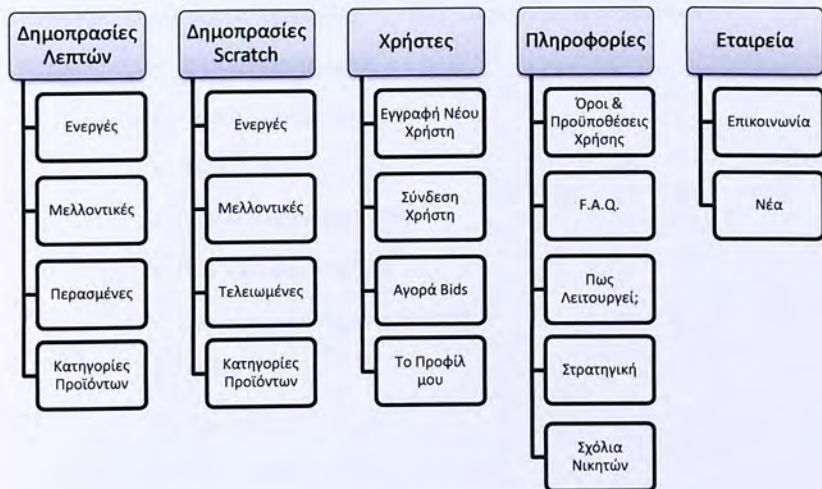 Δημοπρασίες
Λεπτών
Ενεργές
Μελλοντικές
Περασμένες
Κατηγορίες
Προϊόντων
Δημοπρασίες
Scratch
Ενεργές
Μελλοντικές
Τελειωμένες
Κατηγορίες
Προϊόντων
Χρήστες
Εγγραφή Νέου
Χρήστη
Σύνδεση
Χρήστη
Αγορά Bids
Το Προφίλ
μου
Πληροφορίες
Όροι &
Προϋποθέσεις
Χρήσης
F.A.Q.
Πως
Λειτουργεί;
Στρατηγική
Σχόλια
Νικητών
Εταιρεία
Επικοινωνία
Νέα